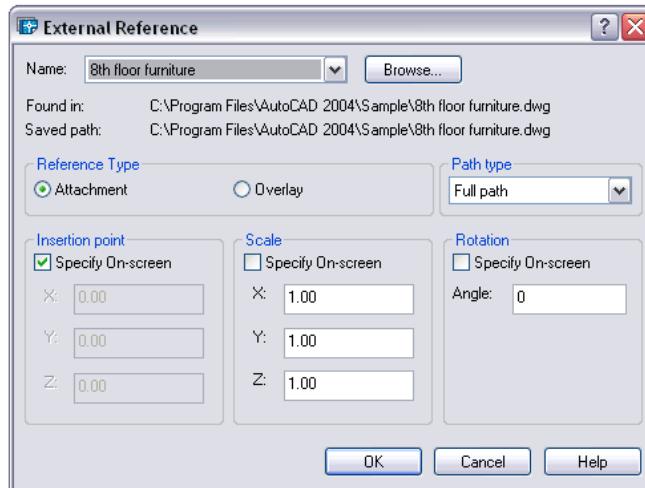 External Reference
Name: 8th floor furniture Browse...
Found in: C:\Program Files\AutoCAD 2004\Sample\8th floor furniture.dwg
Saved path: C:\Program Files\AutoCAD 2004\Sample\8th floor furniture.dwg
Reference Type
Attachment Overlay
Path type
Full path
Insertion point
Specify On-screen
X: 0.00
Y: 0.00
Z: 0.00
Scale
Specify On-screen
X: 1.00
Y: 1.00
Z: 1.00
Rotation
Specify On-screen
Angle: 0
OK Cancel Help